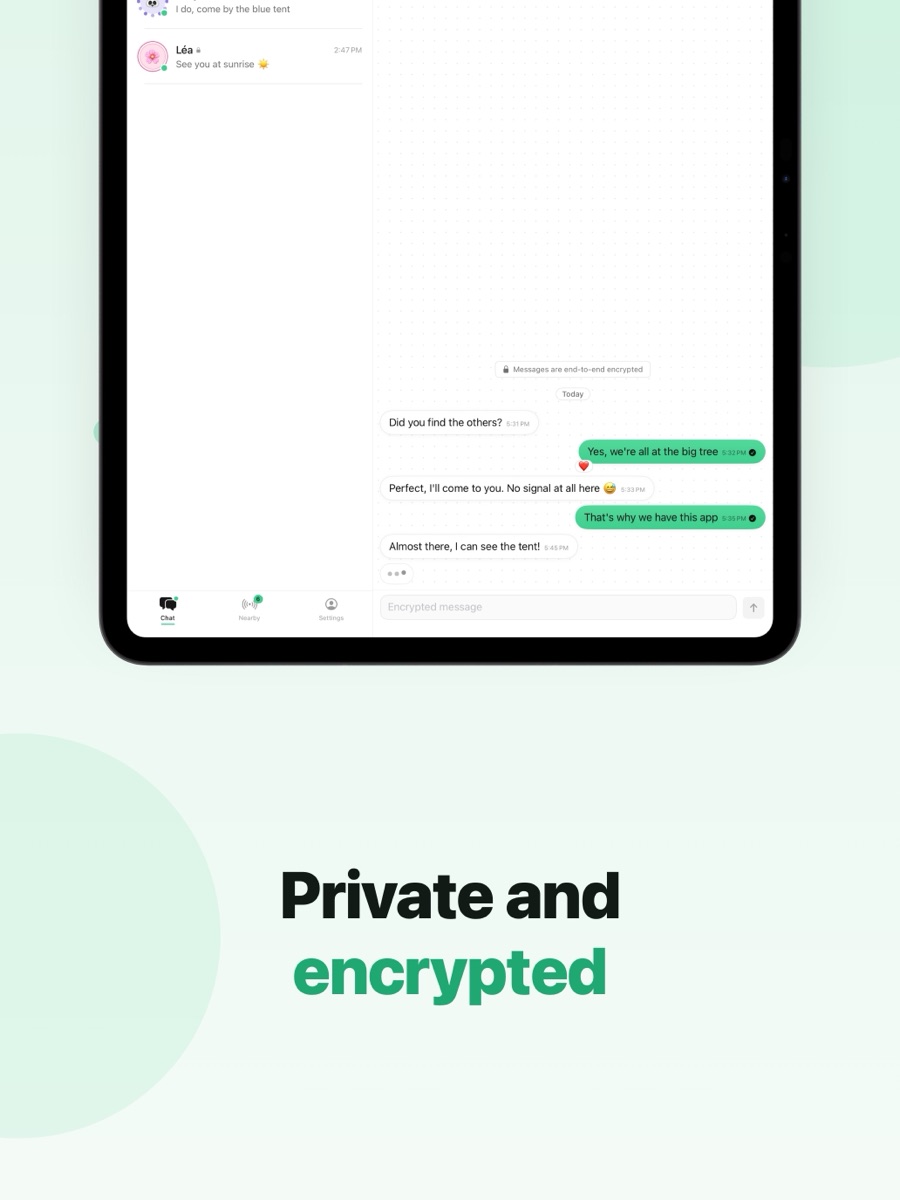 I do, come by the blue tent
Léa
2:47 PM
See you at sunrise ☀️
Messages are end-to-end encrypted
Today
Did you find the others? 5:31 PM
Yes, we're all at the big tree 5:32 PM
❤️
Perfect, I'll come to you. No signal at all here 😅 5:33 PM
That's why we have this app 5:35 PM
Almost there, I can see the tent! 5:45 PM
Encrypted message
Chat
6
Nearby
Settings
Private and
encrypted